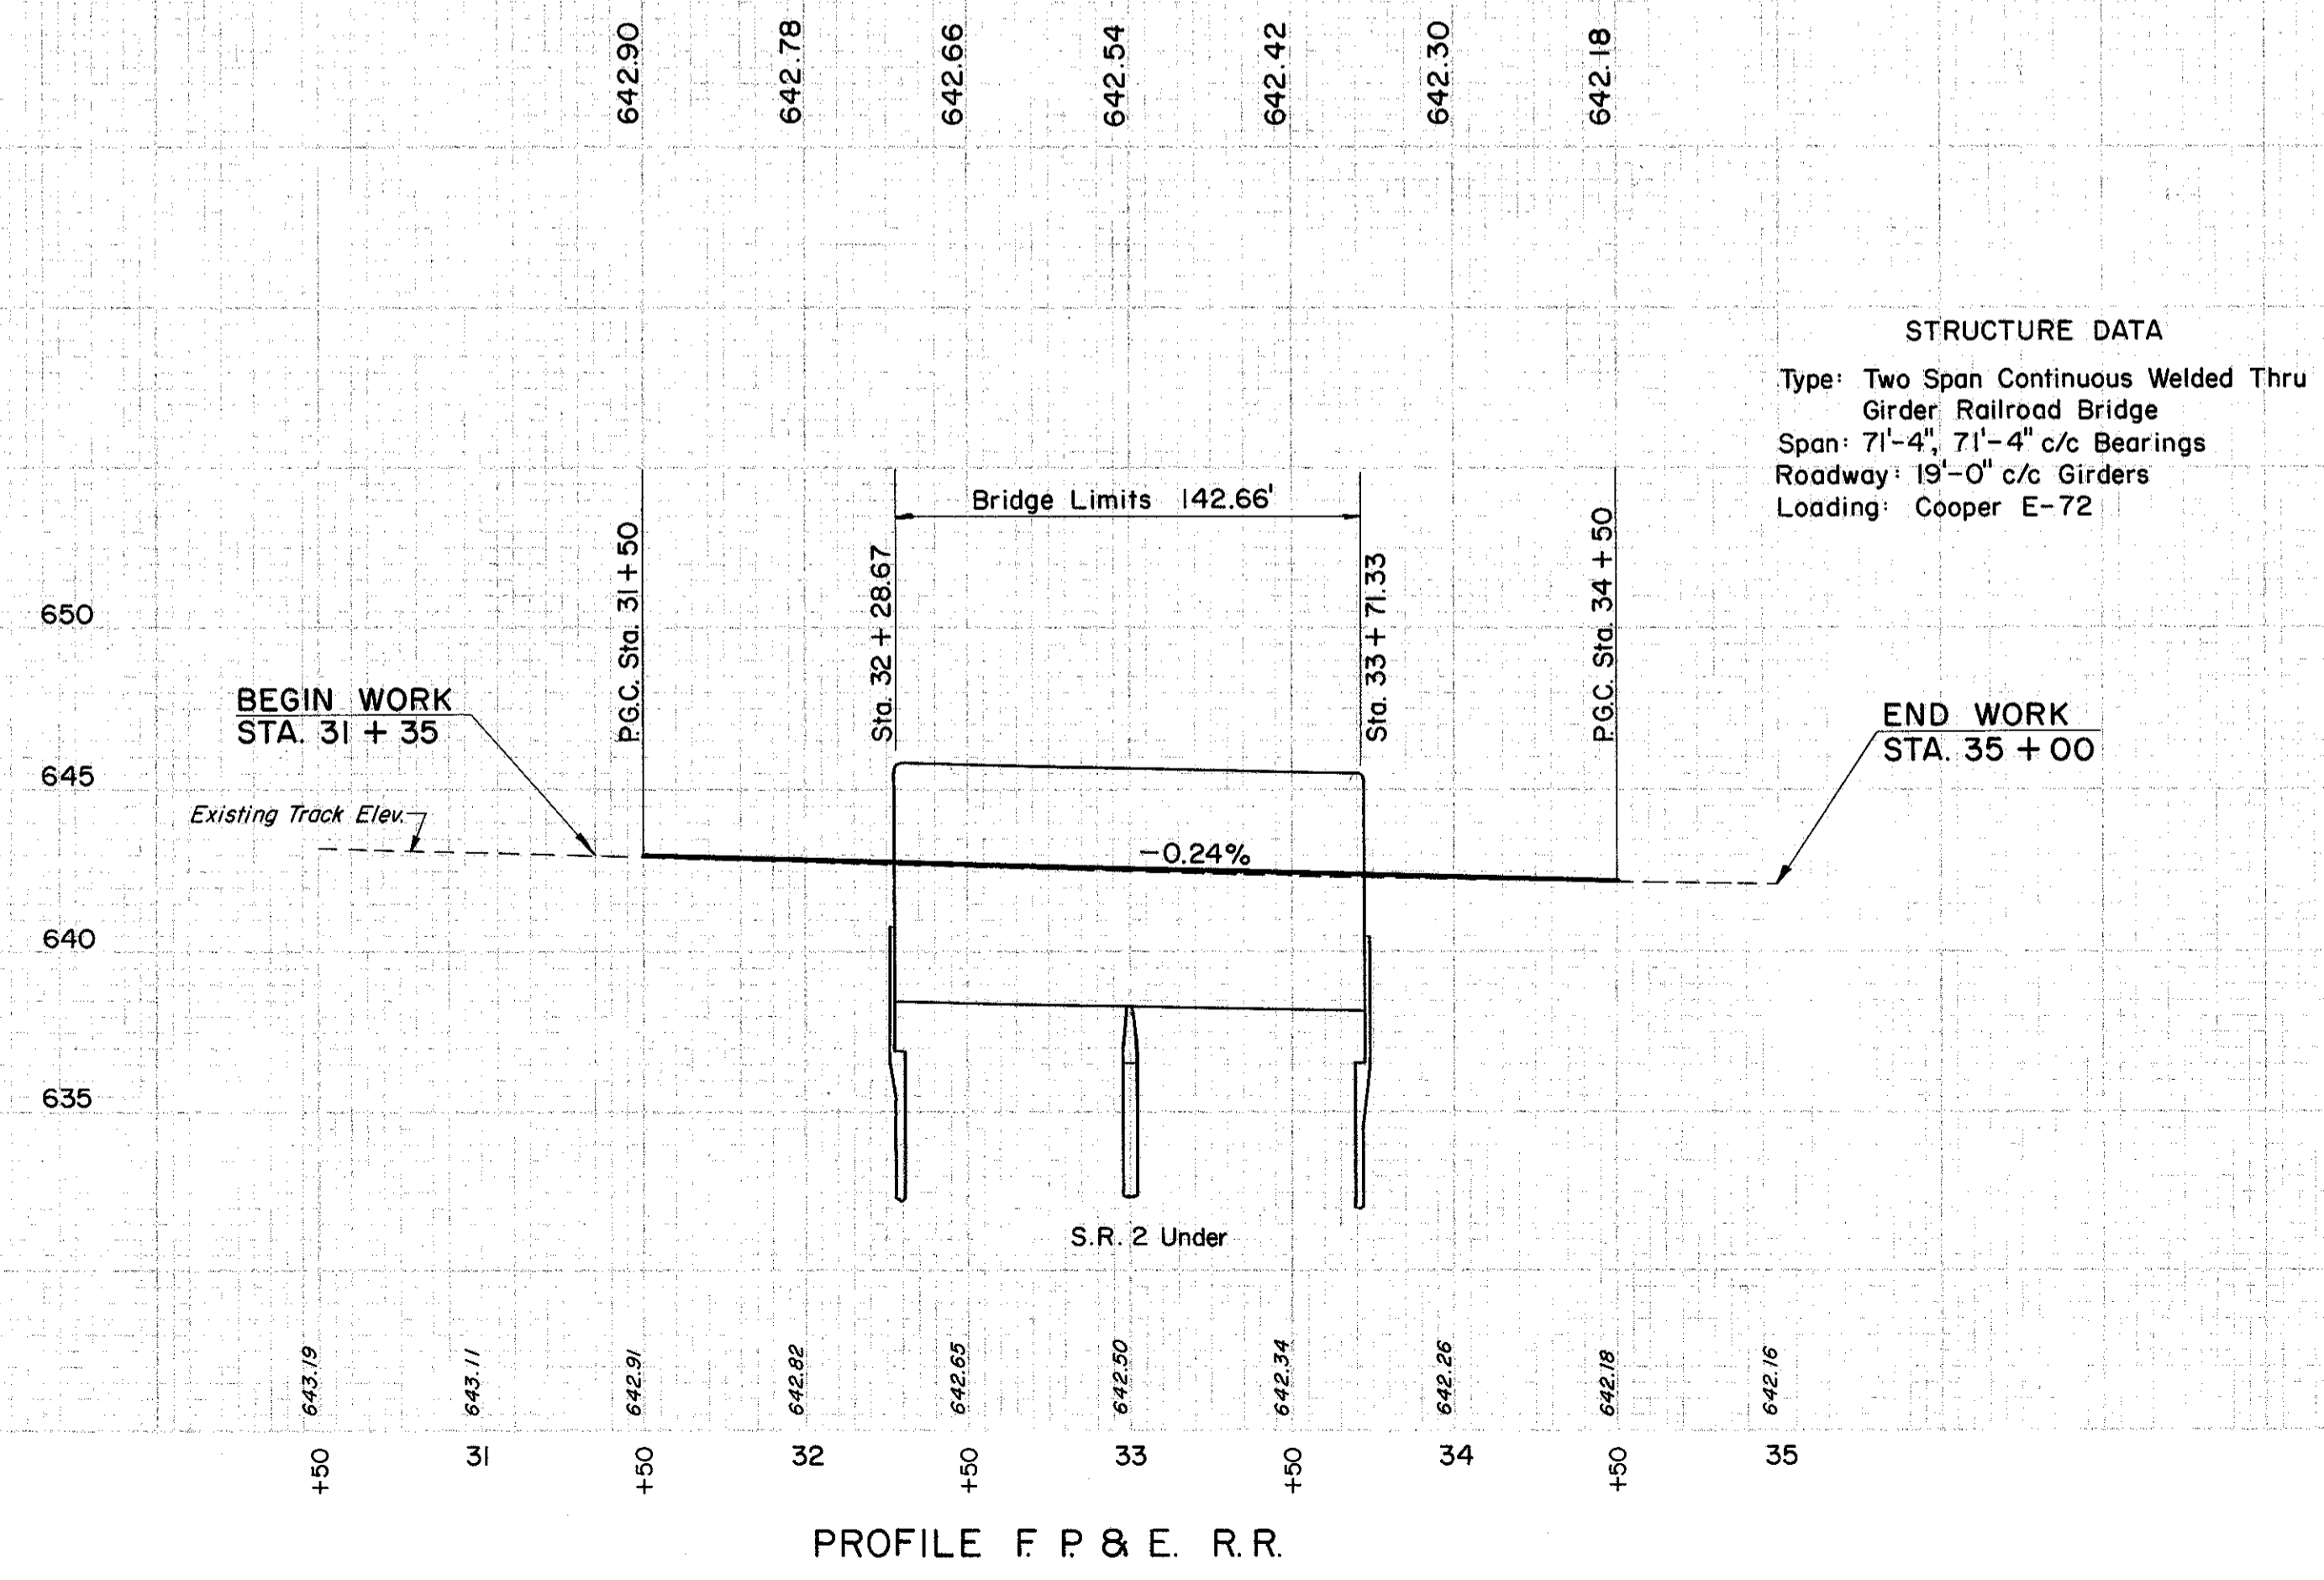 642.90
642.78
642.66
642.54
642.42
642.30
642.18
STRUCTURE DATA
Type: Two Span Continuous Welded Thru
Girder Railroad Bridge
Span: 71'-4", 71'-4" c/c Bearings
Roadway: 19'-0" c/c Girders
Loading: Cooper E-72
Bridge Limits 142.66'
P.G.C. Sta. 31 + 50
Sta. 32 + 28.67
Sta. 33 + 71.33
P.G.C. Sta. 34 + 50
650
BEGIN WORK
STA. 31 + 35
END WORK
STA. 35 + 00
645
Existing Track Elev.
-0.24%
640
635
S.R. 2 Under
643.19
643.11
642.91
642.82
642.65
642.50
642.34
642.26
642.18
642.16
+50
31
+50
32
+50
33
+50
34
+50
35
PROFILE F. P. & E. R.R.